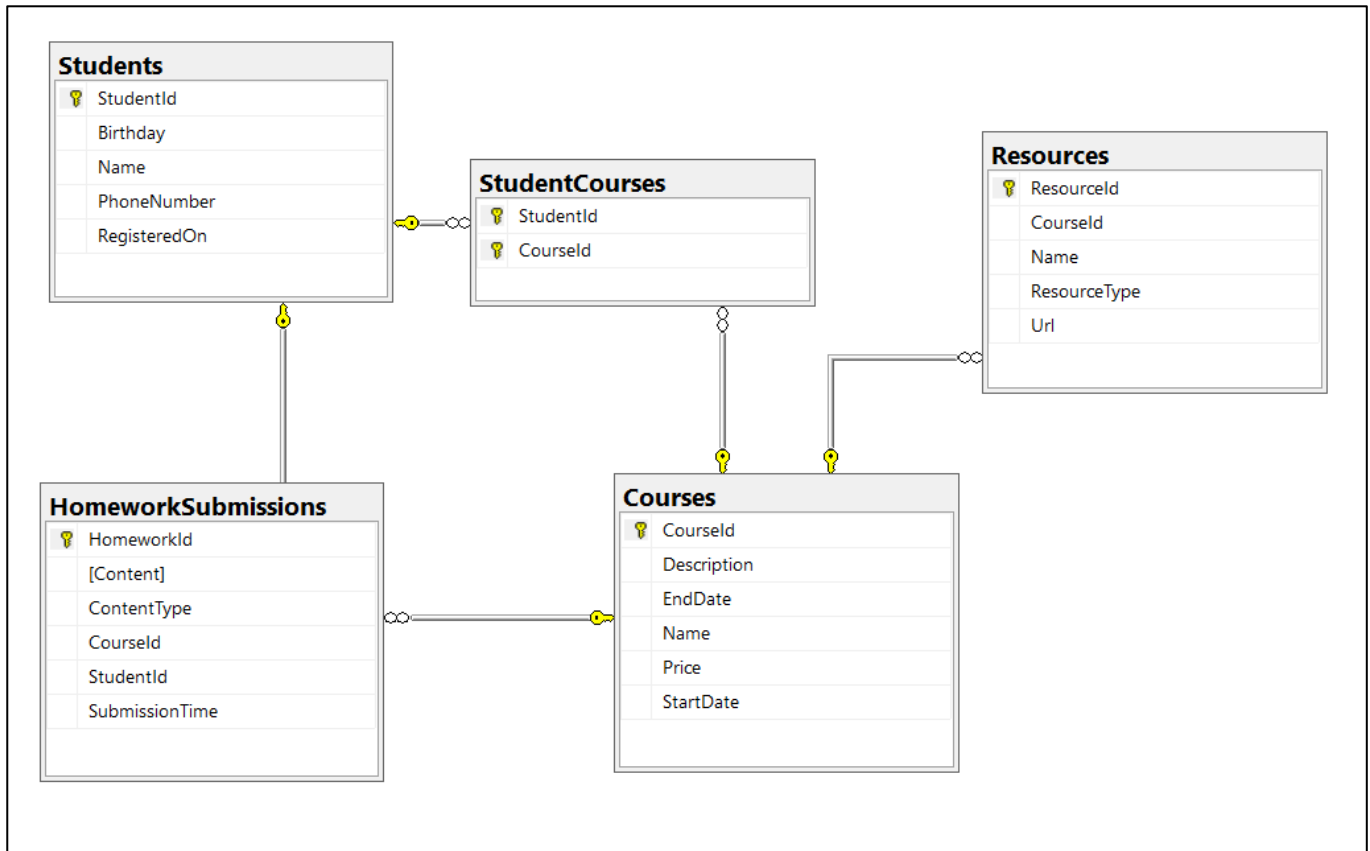 Students
StudentId
Birthday
Name
PhoneNumber
RegisteredOn
StudentCourses
StudentId
CourseId
Resources
ResourceId
CourseId
Name
ResourceType
Url
HomeworkSubmissions
HomeworkId
[Content]
ContentType
CourseId
StudentId
SubmissionTime
Courses
CourseId
Description
EndDate
Name
Price
StartDate